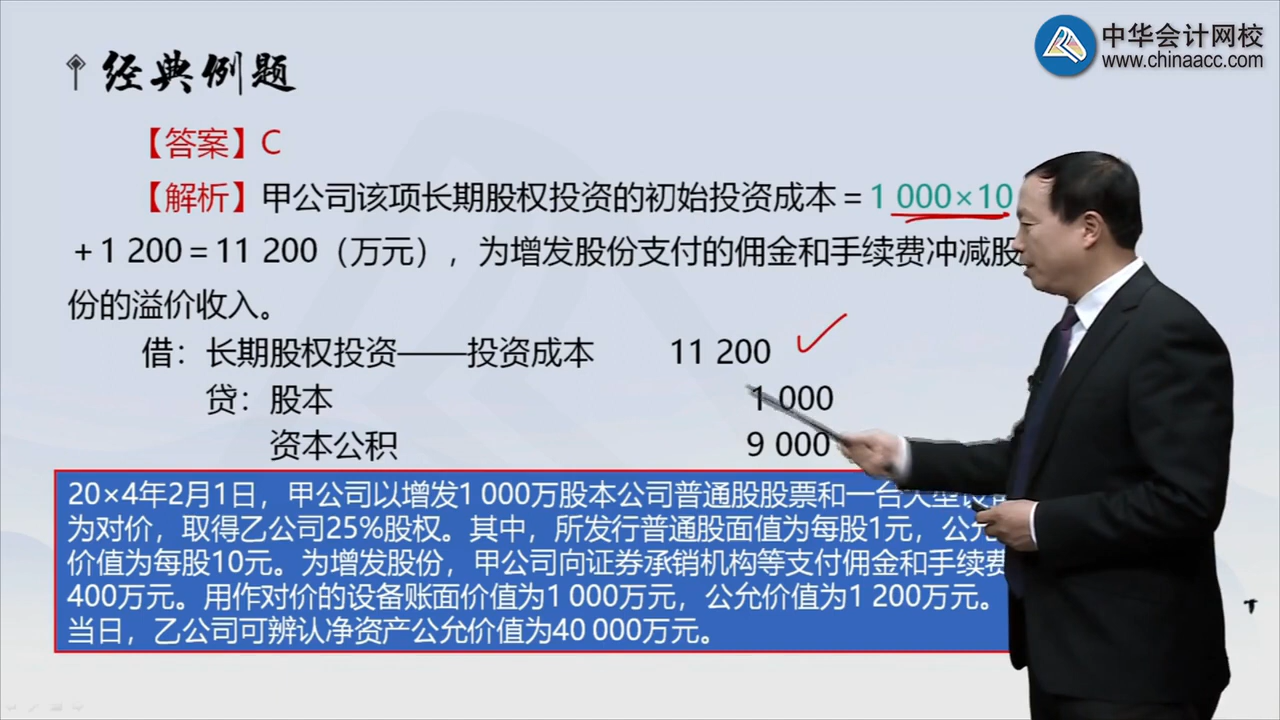 中华会计网校
www.chinaacc.com
经典例题
【答案】C
【解析】甲公司该项长期股权投资的初始投资成本＝1 000×10
＋1 200＝11 200（万元），为增发股份支付的佣金和手续费冲减股
份的溢价收入。
借：长期股权投资——投资成本 11 200
贷：股本 1 000
资本公积 9 000
20×4年2月1日，甲公司以增发1 000万股本公司普通股股票和一台大型设
为对价，取得乙公司25%股权。其中，所发行普通股面值为每股1元，公
价值为每股10元。为增发股份，甲公司向证券承销机构等支付佣金和手续费
400万元。用作对价的设备账面价值为1 000万元，公允价值为1 200万元。
当日，乙公司可辨认净资产公允价值为40 000万元。